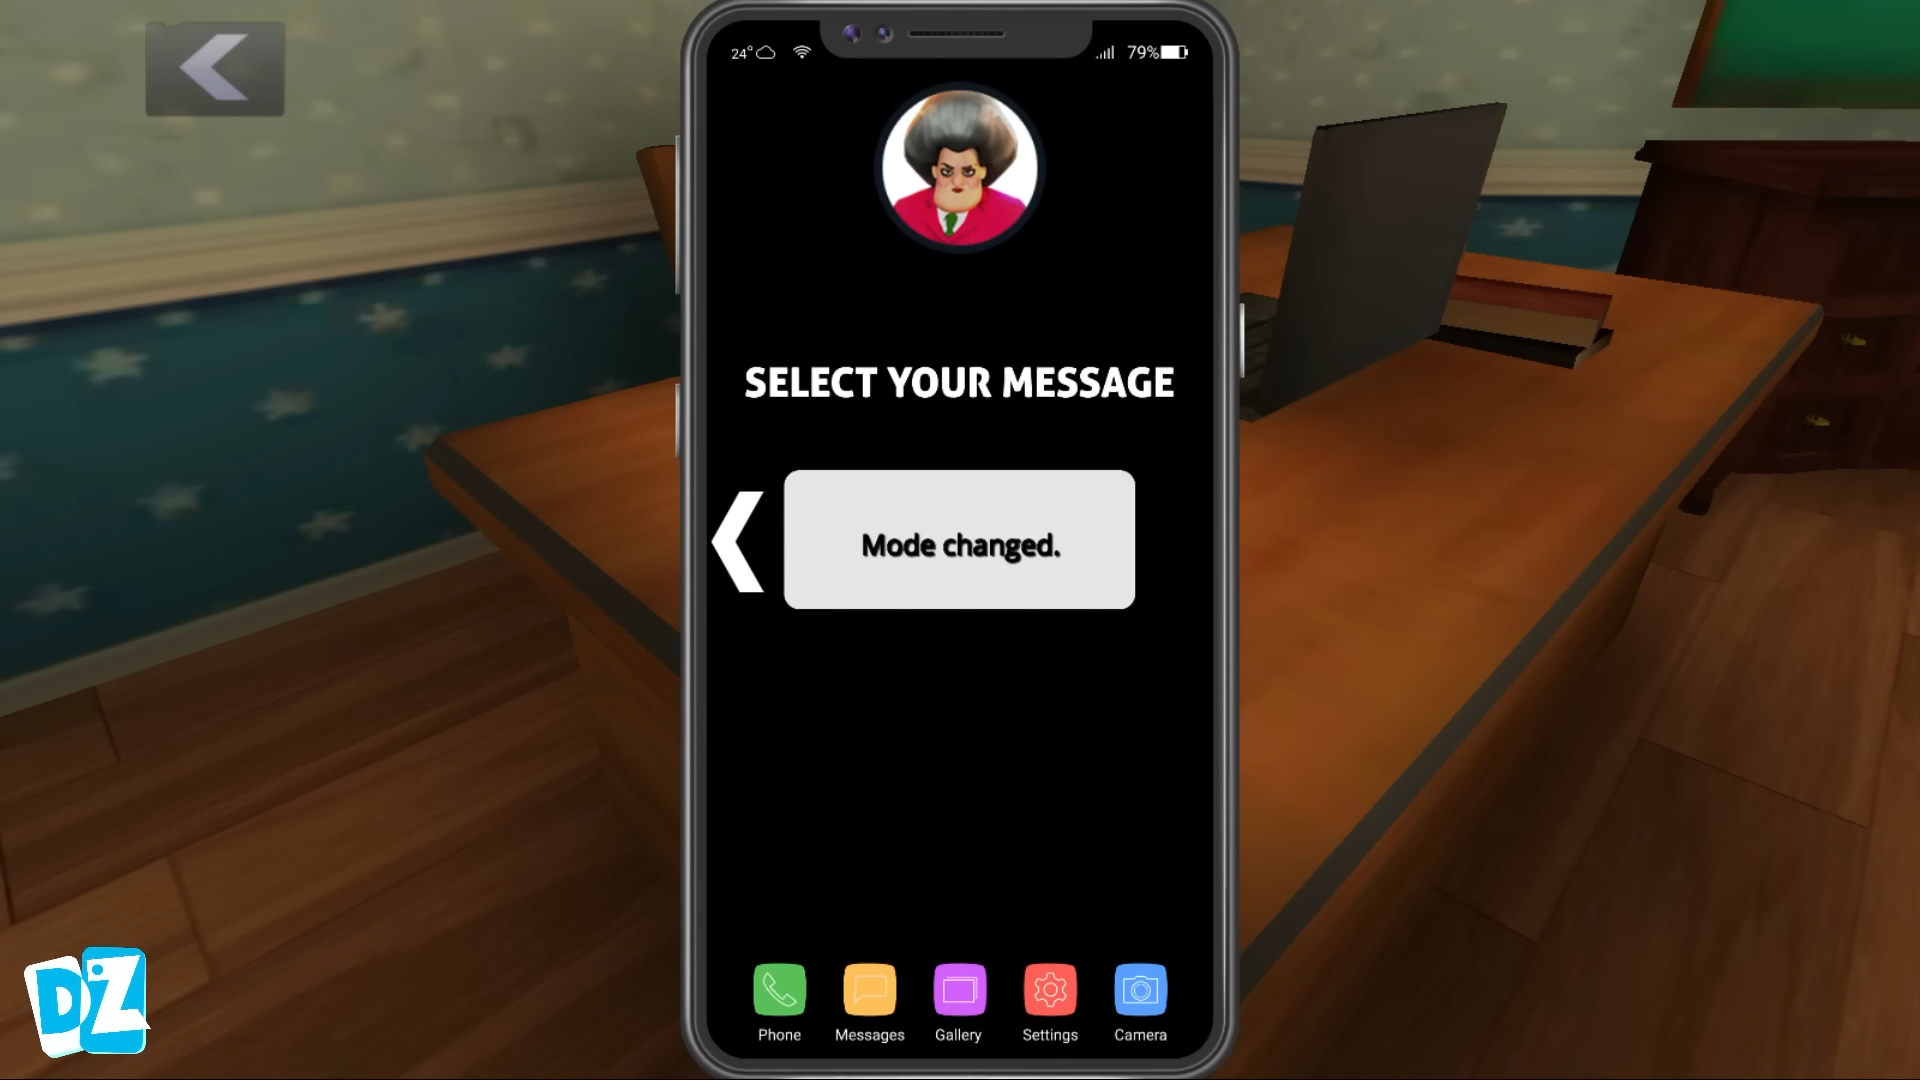 24°
79%
SELECT YOUR MESSAGE
Mode changed.
Phone
Messages
Gallery
Settings
Camera
DZ